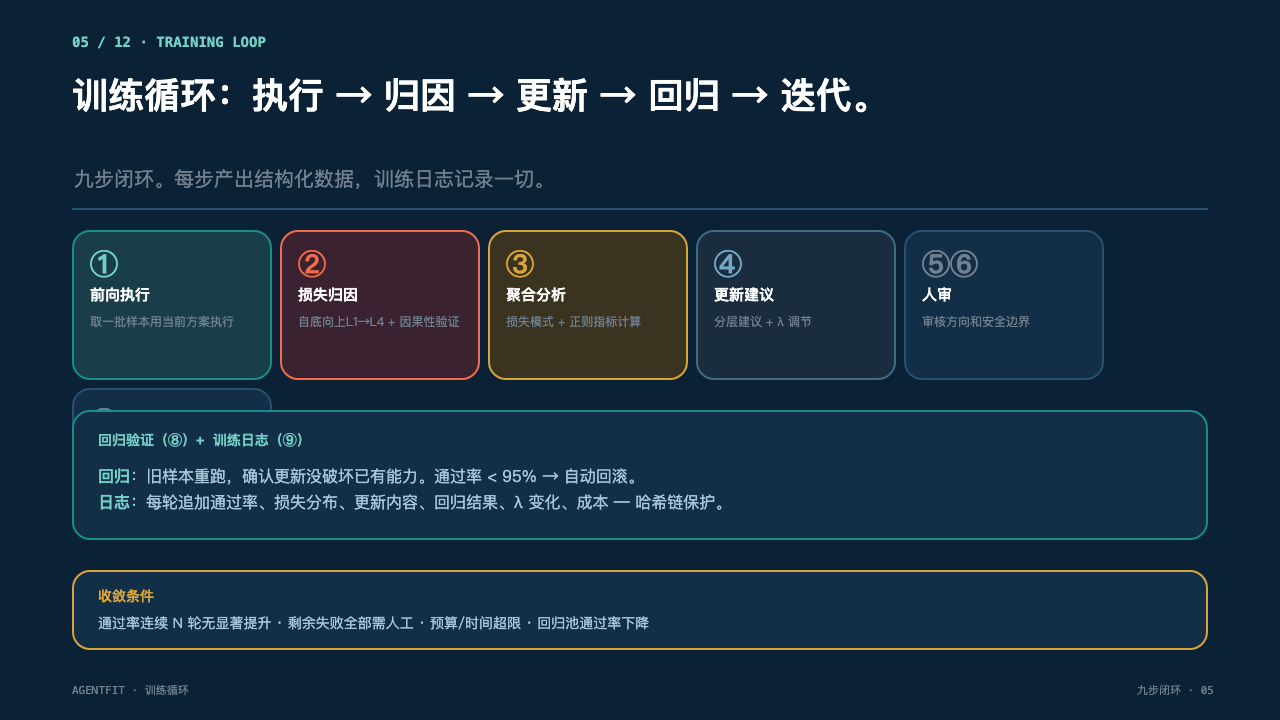 05 / 12 · TRAINING LOOP
训练循环：执行 → 归因 → 更新 → 回归 → 迭代。
九步闭环。每步产出结构化数据，训练日志记录一切。
①
前向执行
取一批样本用当前方案执行
②
损失归因
自底向上L1→L4 + 因果性验证
③
聚合分析
损失模式 + 正则指标计算
④
更新建议
分层建议 + λ 调节
⑤⑥
人审
审核方向和安全边界
回归验证（⑧）+ 训练日志（⑨）
回归：旧样本重跑，确认更新没破坏已有能力。通过率 < 95% → 自动回滚。
日志：每轮追加通过率、损失分布、更新内容、回归结果、λ 变化、成本 — 哈希链保护。
收敛条件
通过率连续 N 轮无显著提升 · 剩余失败全部需人工 · 预算/时间超限 · 回归池通过率下降
AGENTFIT · 训练循环
九步闭环 · 05